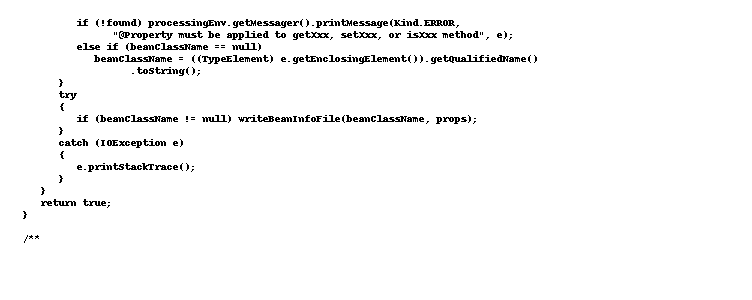 if (!found) processingEnv.getMessager().printMessage(Kind.ERROR,
"@Property must be applied to getXxx, setXxx, or isXxx method", e);
else if (beanClassName == null)
beanClassName = ((TypeElement) e.getEnclosingElement()).getQualifiedName()
.toString();
}
try
{
if (beanClassName != null) writeBeanInfoFile(beanClassName, props);
}
catch (IOException e)
{
e.printStackTrace();
}
}
return true;
}
/**